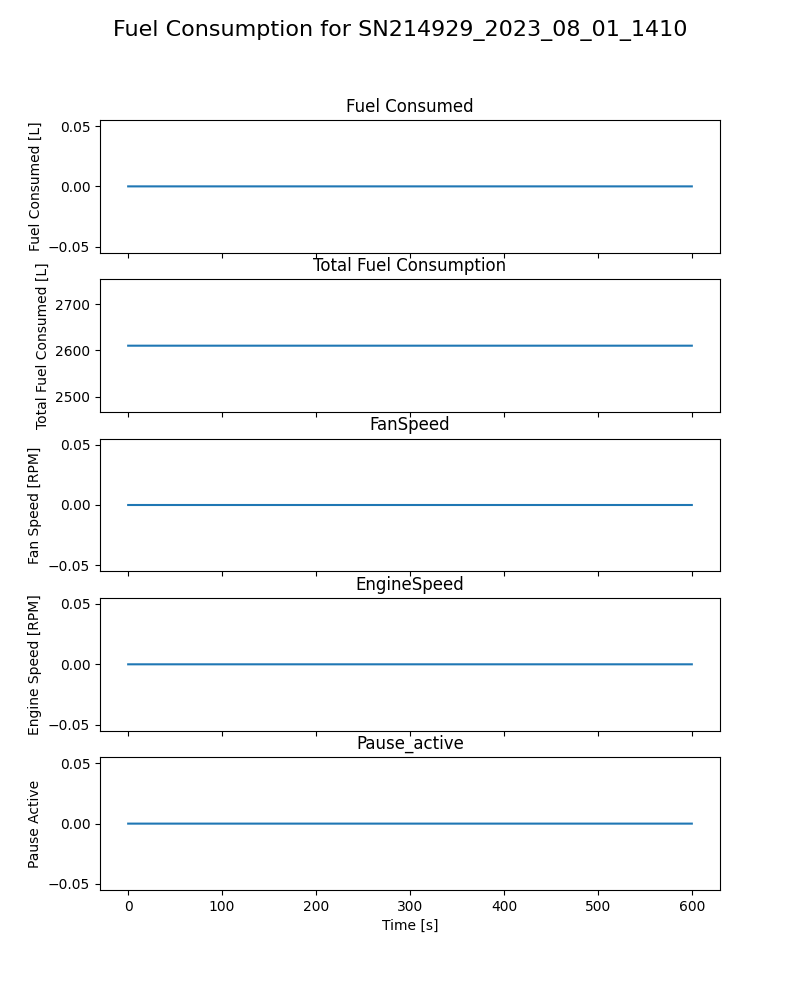 Fuel Consumption for SN214929_2023_08_01_1410
Fuel Consumed
Fuel Consumed [L]
0.05
0.00
−0.05
Total Fuel Consumption
Total Fuel Consumed [L]
2700
2600
2500
FanSpeed
Fan Speed [RPM]
0.05
0.00
−0.05
EngineSpeed
Engine Speed [RPM]
0.05
0.00
−0.05
Pause_active
Pause Active
0.05
0.00
−0.05
0 100 200 300 400 500 600
Time [s]